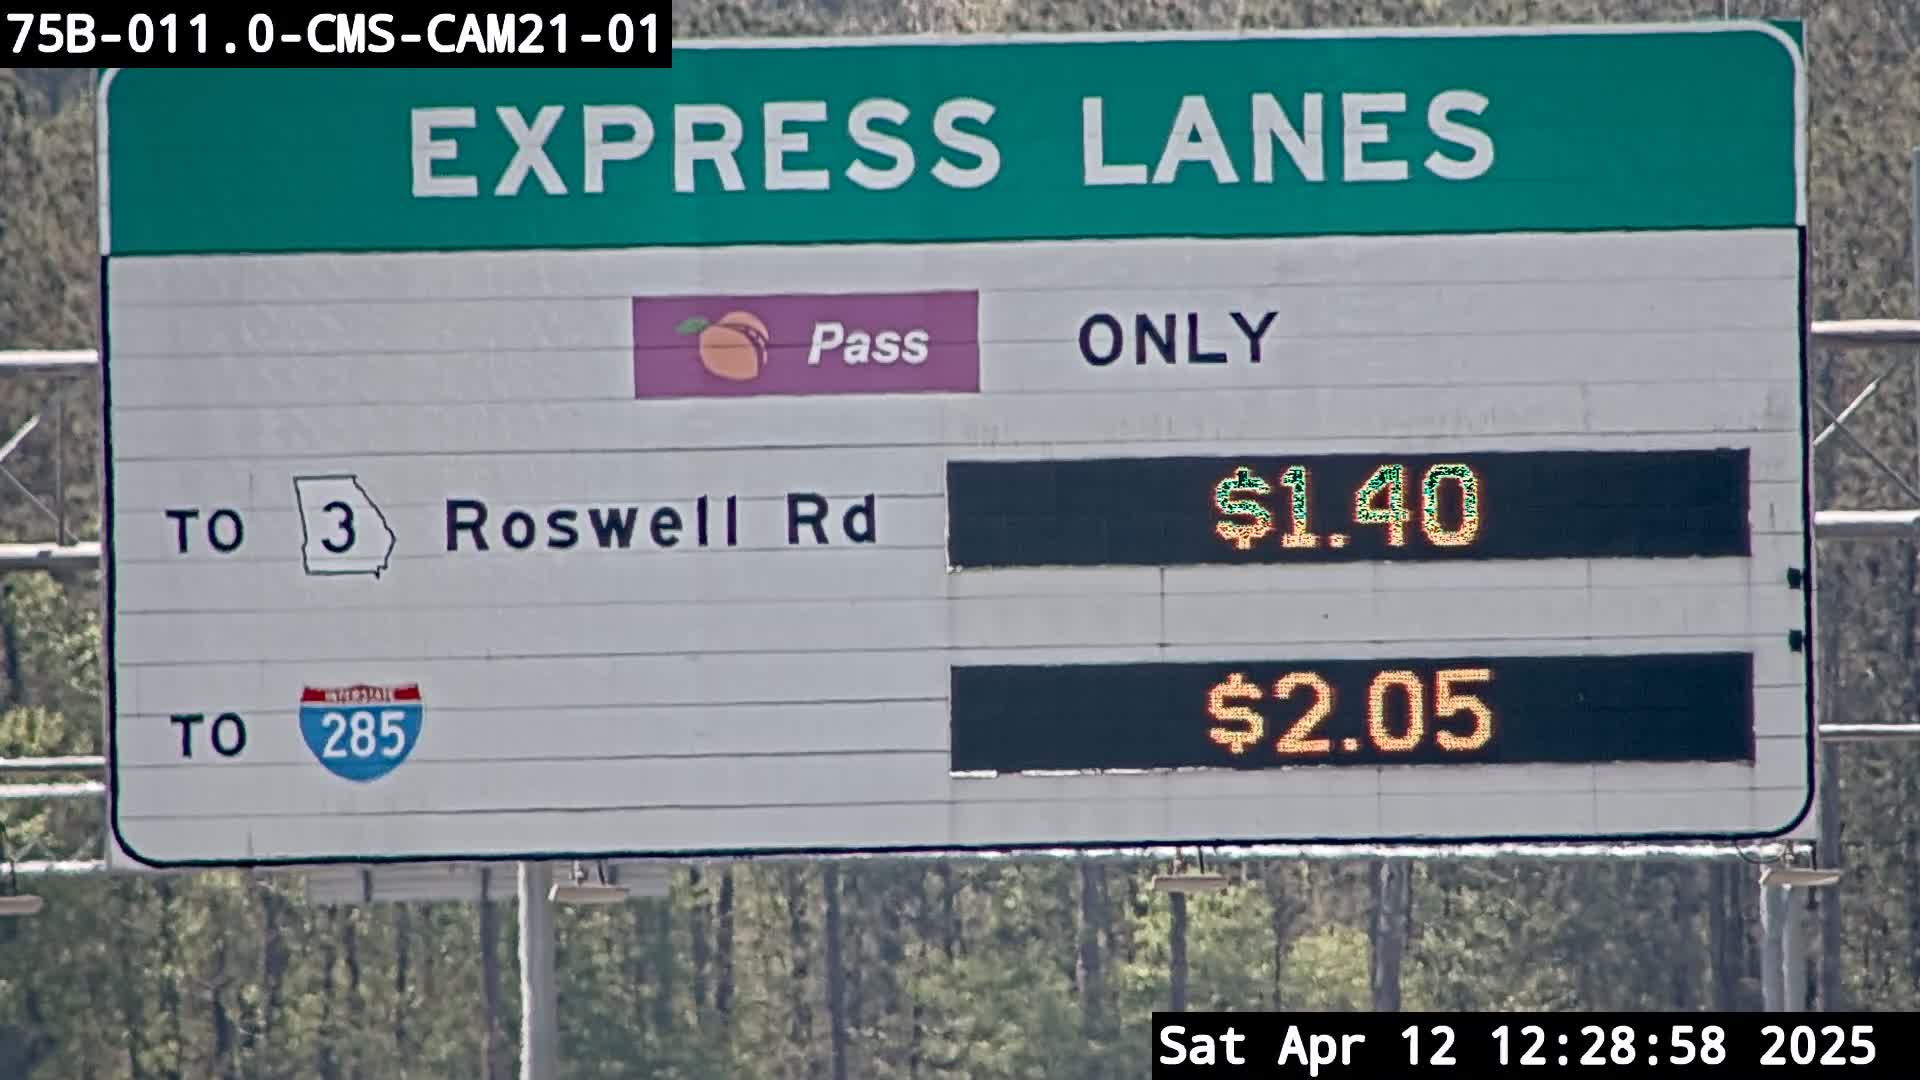 75B-011.0-CMS-CAM21-01
EXPRESS LANES
Pass ONLY
TO 3 Roswell Rd $1.40
INTERSTATE
TO 285 $2.05
Sat Apr 12 12:28:58 2025